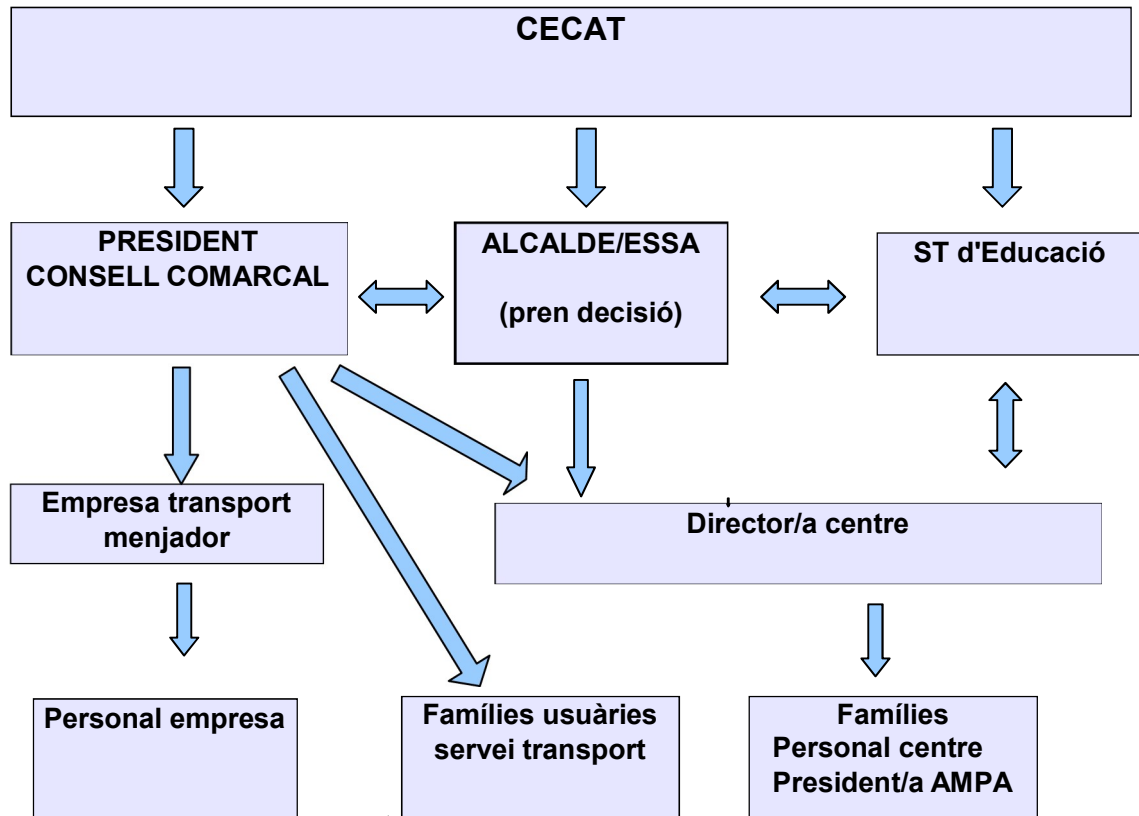 CECAT
PRESIDENT
CONSELL COMARCAL
ALCALDE/ESSA
(pren decisió)
ST d'Educació
Empresa transport
menjador
Director/a centre
Personal empresa
Famílies usuàries
servei transport
Famílies
Personal centre
President/a AMPA